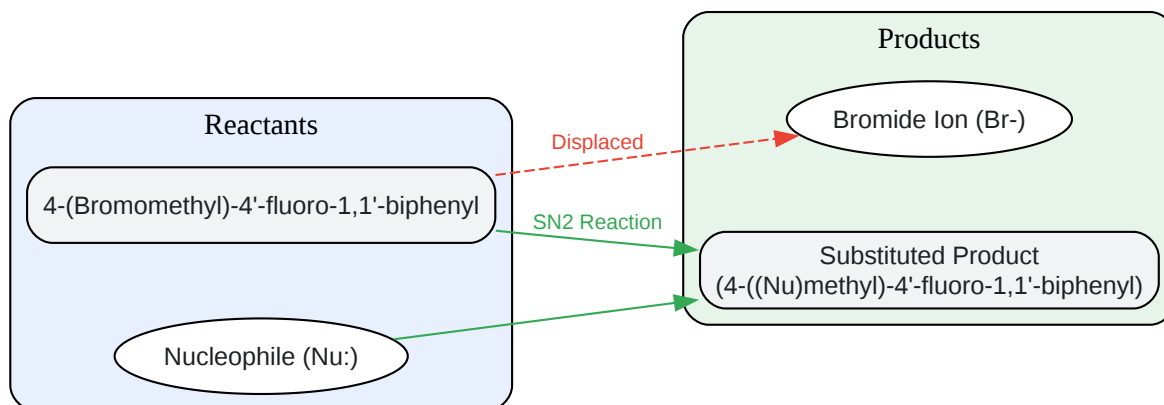 Reactants
4-(Bromomethyl)-4'-fluoro-1,1'-biphenyl
Nucleophile (Nu:)
Displaced
SN2 Reaction
Products
Bromide Ion (Br-)
Substituted Product
(4-((Nu)methyl)-4'-fluoro-1,1'-biphenyl)